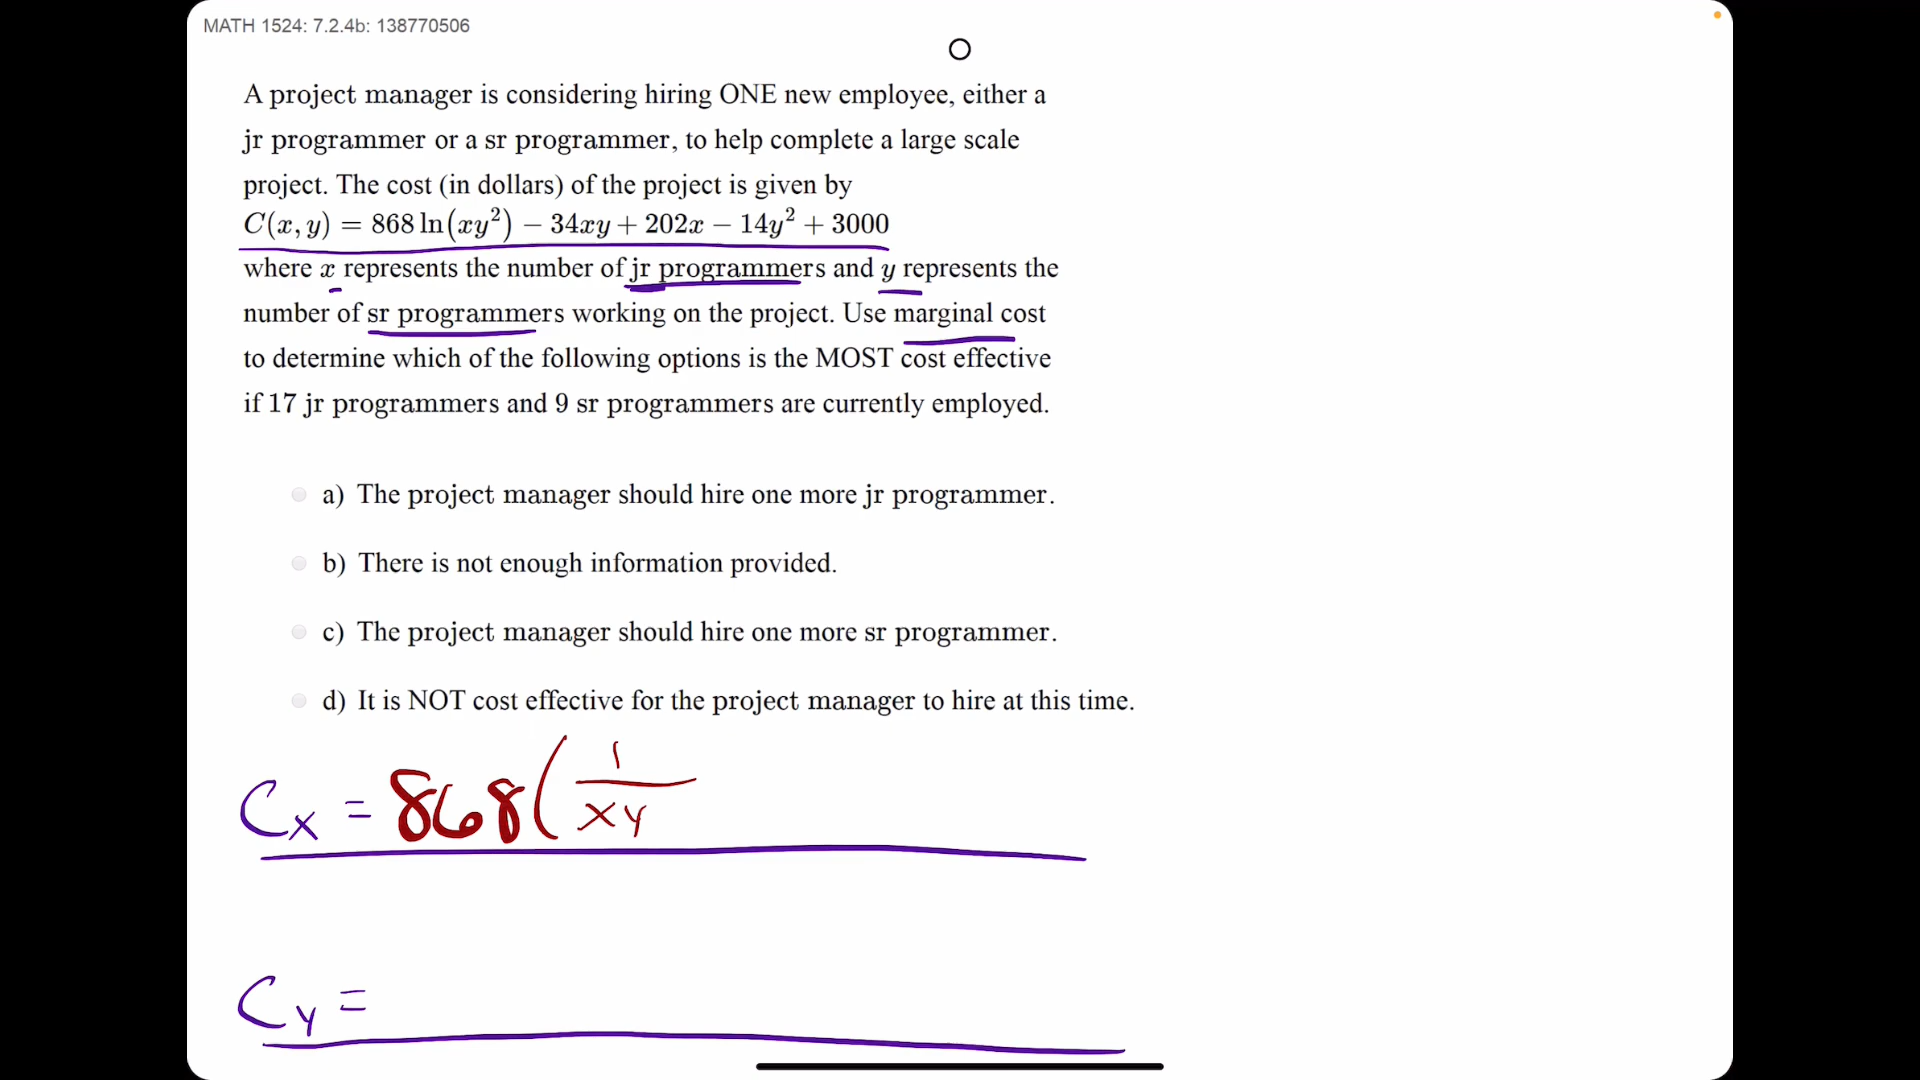 MATH 1524: 7.2.4b: 138770506
A project manager is considering hiring ONE new employee, either a
jr programmer or a sr programmer, to help complete a large scale
project. The cost (in dollars) of the project is given by
C(x, y) = 868 ln(xy²) − 34xy + 202x − 14y² + 3000
where x represents the number of jr programmers and y represents the
number of sr programmers working on the project. Use marginal cost
to determine which of the following options is the MOST cost effective
if 17 jr programmers and 9 sr programmers are currently employed.
a) The project manager should hire one more jr programmer.
b) There is not enough information provided.
c) The project manager should hire one more sr programmer.
d) It is NOT cost effective for the project manager to hire at this time.
Cx = 868 ( 1/xy
Cy =